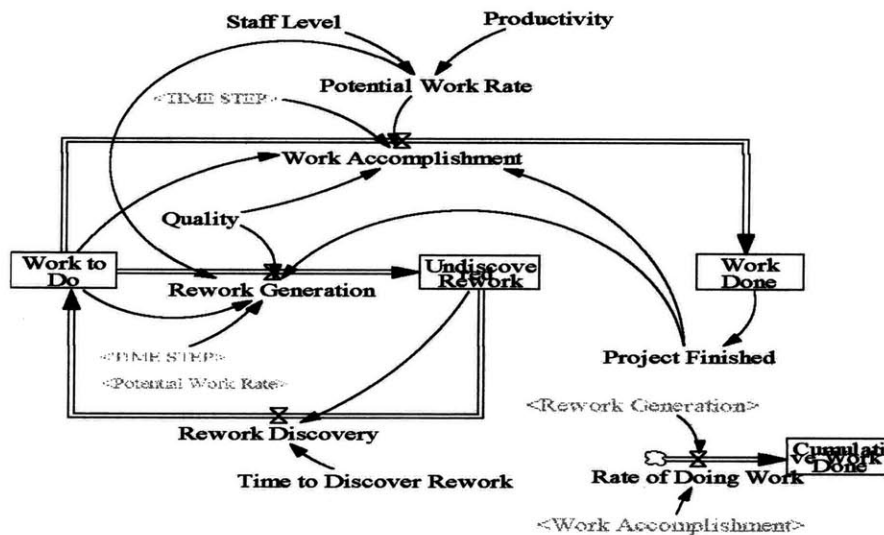 Staff Level
Productivity
Potential Work Rate
<TIME STEP>
Work Accomplishment
Quality
Work to
Do
Undiscove
red
Rework
Work
Done
Rework Generation
<TIME STEP>
Project Finished
<Potential Work Rate>
<Rework Generation>
Rework Discovery
Cumulati
ve Work
Done
Time to Discover Rework
Rate of Doing Work
<Work Accomplishment>